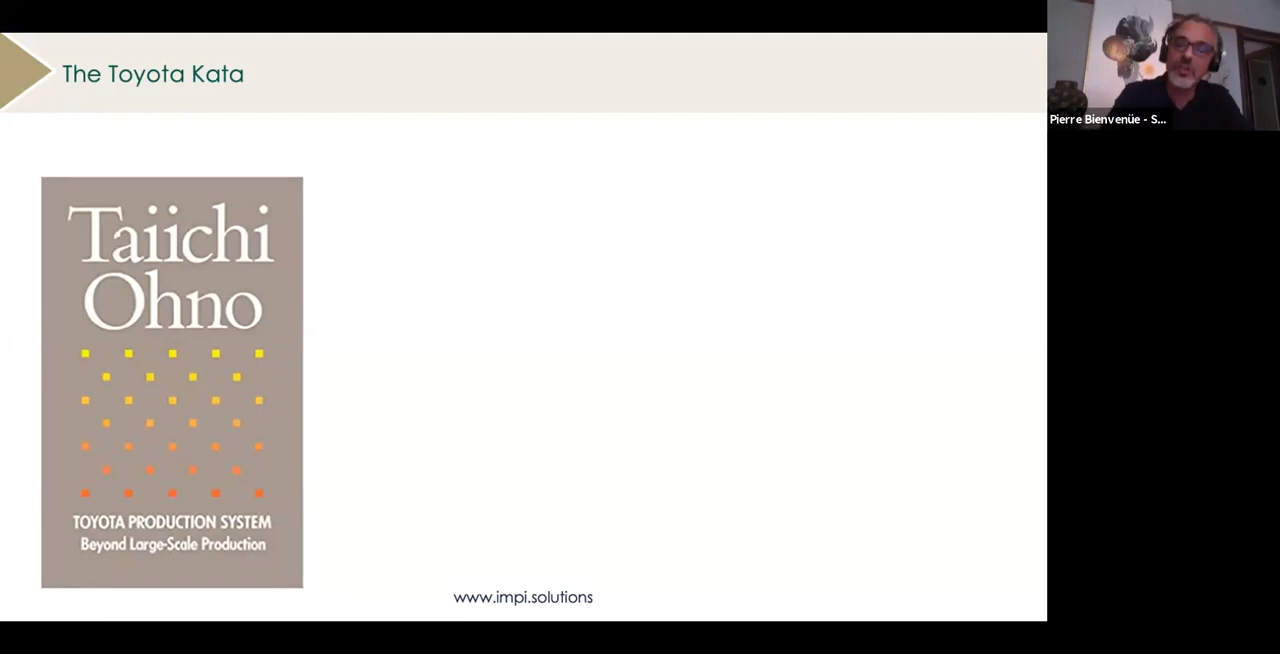 The Toyota Kata
Pierre Bienvenüe - S...
Taiichi
Ohno
TOYOTA PRODUCTION SYSTEM
Beyond Large-Scale Production
www.impi.solutions